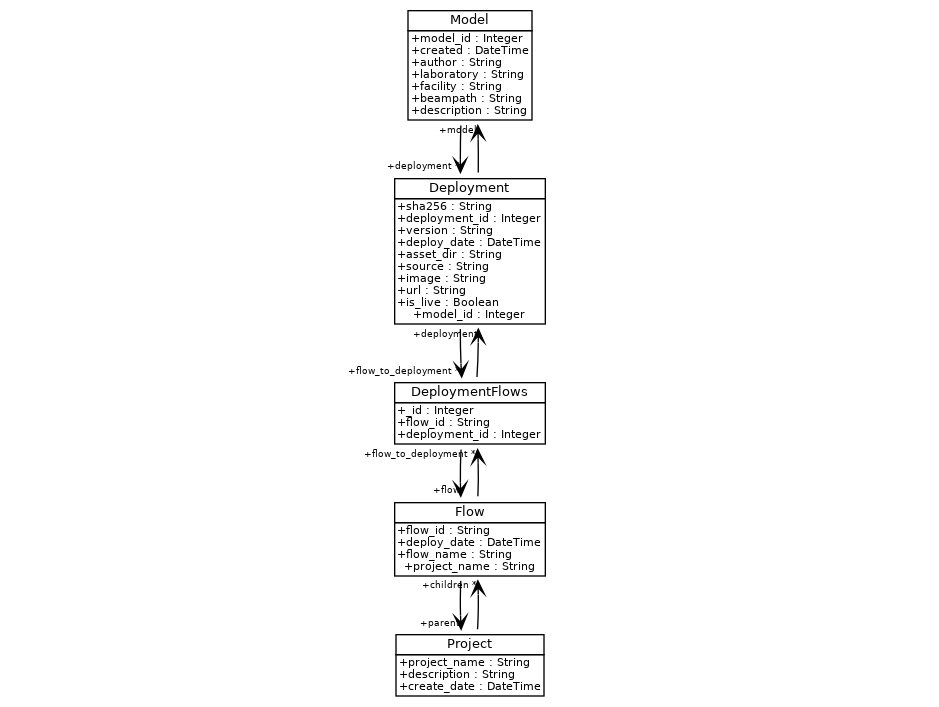 Model
+model_id : Integer
+created : DateTime
+author : String
+laboratory : String
+facility : String
+beampath : String
+description : String
+model
+deployment *
Deployment
+sha256 : String
+deployment_id : Integer
+version : String
+deploy_date : DateTime
+asset_dir : String
+source : String
+image : String
+url : String
+is_live : Boolean
+model_id : Integer
+deployment
+flow_to_deployment *
DeploymentFlows
+_id : Integer
+flow_id : String
+deployment_id : Integer
+flow_to_deployment *
+flow
Flow
+flow_id : String
+deploy_date : DateTime
+flow_name : String
+project_name : String
+children *
+parent
Project
+project_name : String
+description : String
+create_date : DateTime